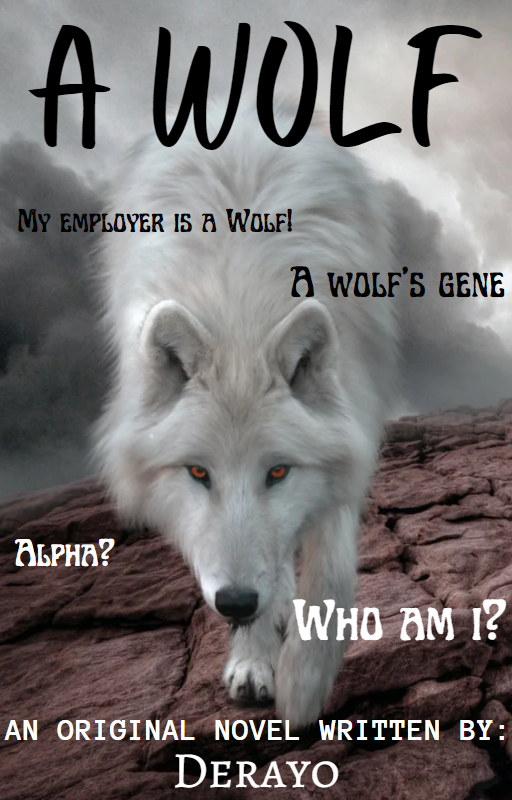 A WOLF
My employer is a Wolf!
A wolf's gene
Alpha?
Who am i?
AN ORIGINAL NOVEL WRITTEN BY:
Derayo